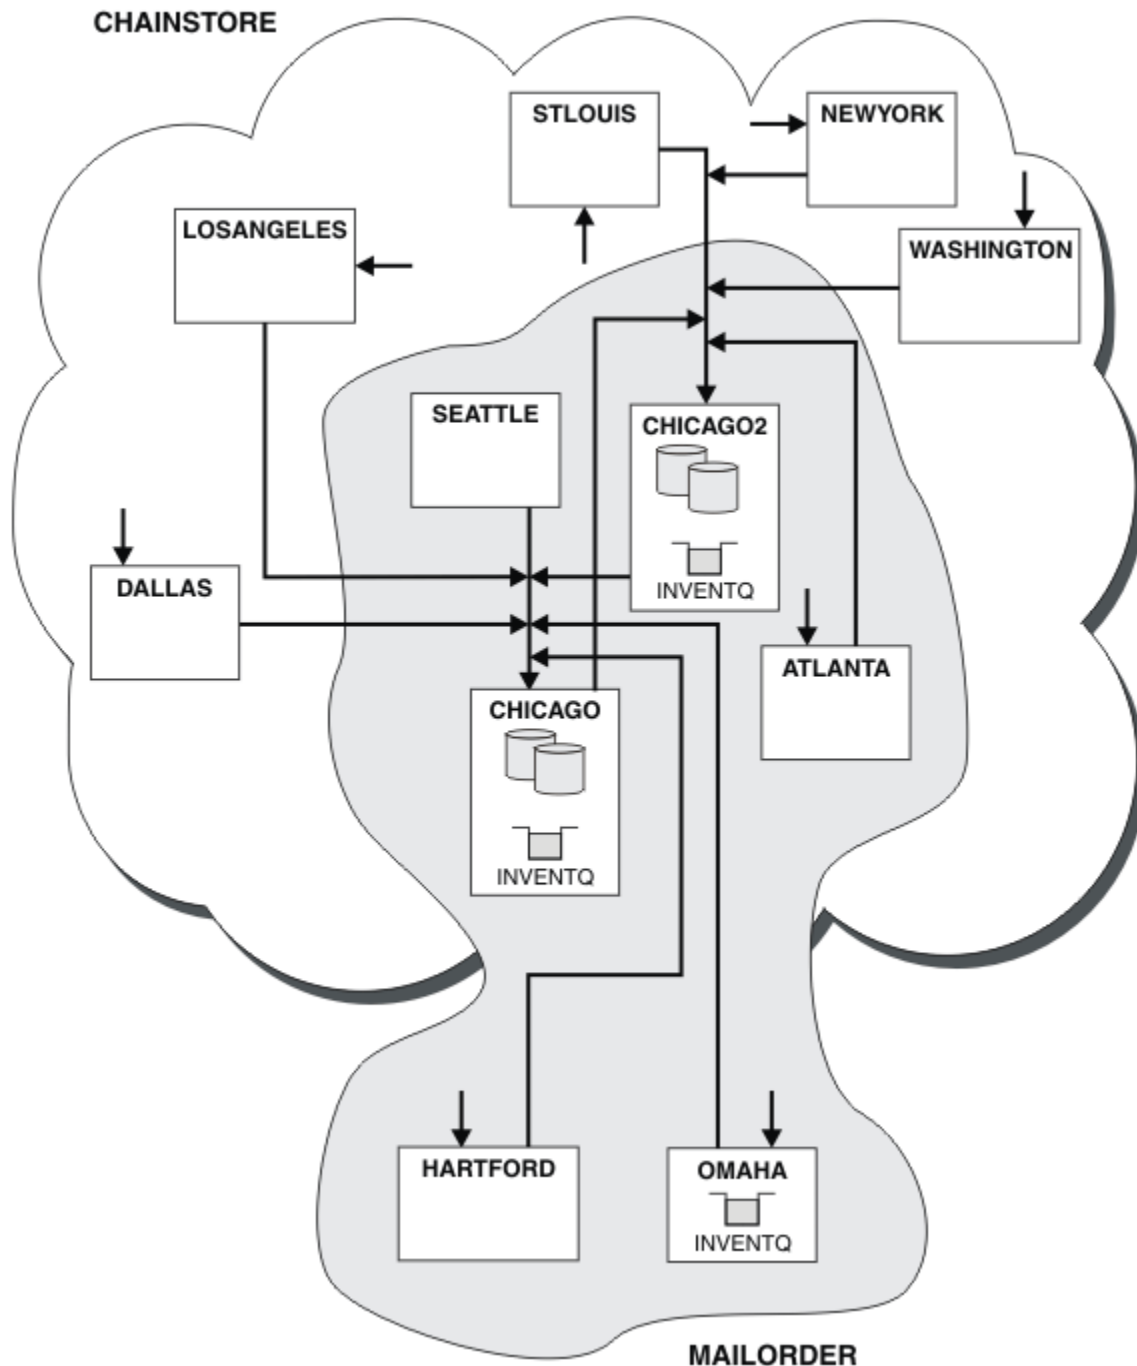 CHAINSTORE
STLOUIS
NEWYORK
LOSANGELES
WASHINGTON
SEATTLE
CHICAGO2
INVENTQ
DALLAS
ATLANTA
CHICAGO
INVENTQ
HARTFORD
OMAHA
INVENTQ
MAILORDER